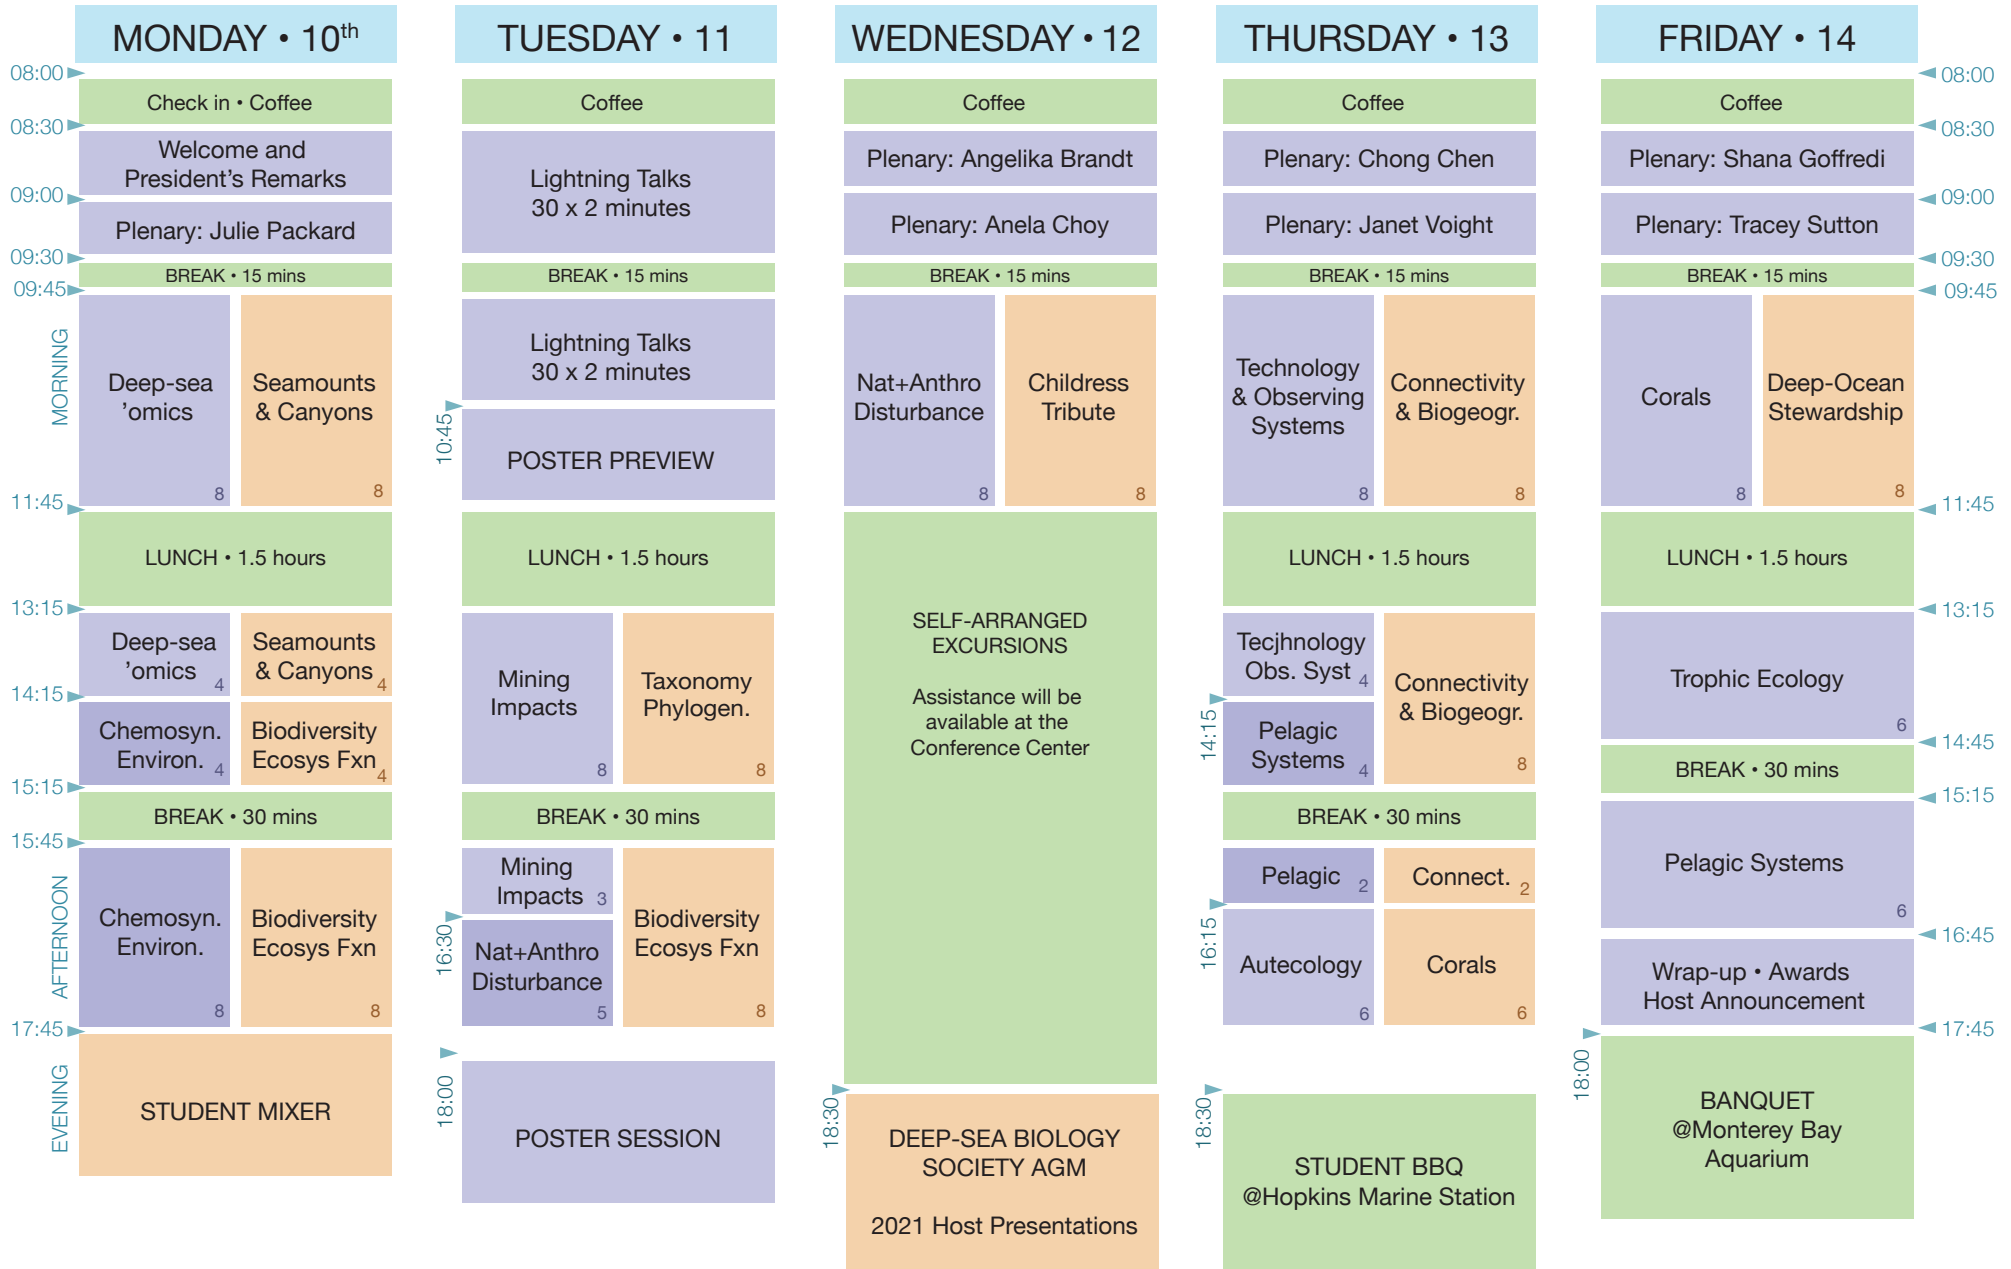 MONDAY • 10th
08:00
Check in • Coffee
08:30
Welcome and
President's Remarks
09:00
Plenary: Julie Packard
09:30
BREAK • 15 mins
09:45
MORNING
Deep-sea
'omics
8
Seamounts
& Canyons
8
11:45
LUNCH • 1.5 hours
13:15
Deep-sea
'omics
4
Seamounts
& Canyons
4
14:15
Chemosyn.
Environ.
4
Biodiversity
Ecosys Fxn
4
15:15
BREAK • 30 mins
15:45
AFTERNOON
Chemosyn.
Environ.
8
Biodiversity
Ecosys Fxn
8
17:45
EVENING
STUDENT MIXER
TUESDAY • 11
Coffee
Lightning Talks
30 x 2 minutes
BREAK • 15 mins
Lightning Talks
30 x 2 minutes
10:45
POSTER PREVIEW
LUNCH • 1.5 hours
Mining
Impacts
8
Taxonomy
Phylogen.
8
BREAK • 30 mins
Mining
Impacts
3
16:30
Nat+Anthro
Disturbance
5
Biodiversity
Ecosys Fxn
8
18:00
POSTER SESSION
WEDNESDAY • 12
Coffee
Plenary: Angelika Brandt
Plenary: Anela Choy
BREAK • 15 mins
Nat+Anthro
Disturbance
8
Childress
Tribute
8
SELF-ARRANGED
EXCURSIONS
Assistance will be
available at the
Conference Center
18:30
DEEP-SEA BIOLOGY
SOCIETY AGM
2021 Host Presentations
THURSDAY • 13
Coffee
Plenary: Chong Chen
Plenary: Janet Voight
BREAK • 15 mins
Technology
& Observing
Systems
8
Connectivity
& Biogeogr.
8
LUNCH • 1.5 hours
Tecjhnology
Obs. Syst
4
14:15
Pelagic
Systems
4
Connectivity
& Biogeogr.
8
BREAK • 30 mins
Pelagic
2
Connect.
2
16:15
Autecology
6
Corals
6
18:30
STUDENT BBQ
@Hopkins Marine Station
FRIDAY • 14
08:00
Coffee
08:30
Plenary: Shana Goffredi
09:00
Plenary: Tracey Sutton
09:30
BREAK • 15 mins
09:45
Corals
8
Deep-Ocean
Stewardship
8
11:45
LUNCH • 1.5 hours
13:15
Trophic Ecology
6
14:45
BREAK • 30 mins
15:15
Pelagic Systems
6
16:45
Wrap-up • Awards
Host Announcement
17:45
18:00
BANQUET
@Monterey Bay
Aquarium